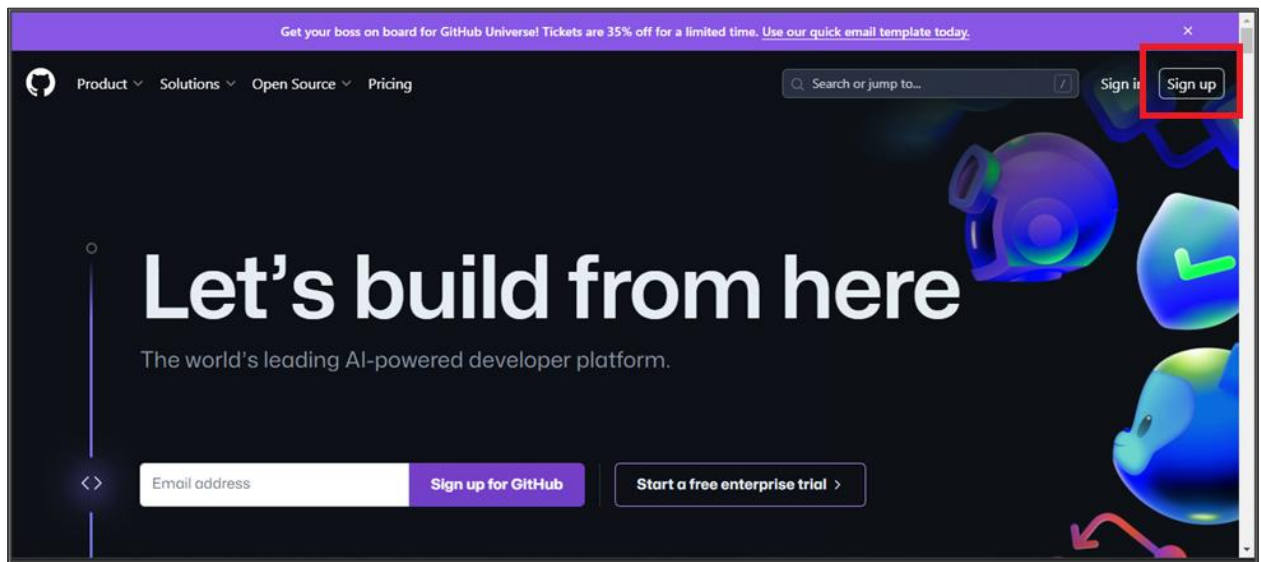 Get your boss on board for GitHub Universe! Tickets are 35% off for a limited time. Use our quick email template today.
Product Solutions Open Source Pricing Search or jump to... / Sign in Sign up
Let's build from here
The world's leading AI-powered developer platform.
Email address Sign up for GitHub Start a free enterprise trial >